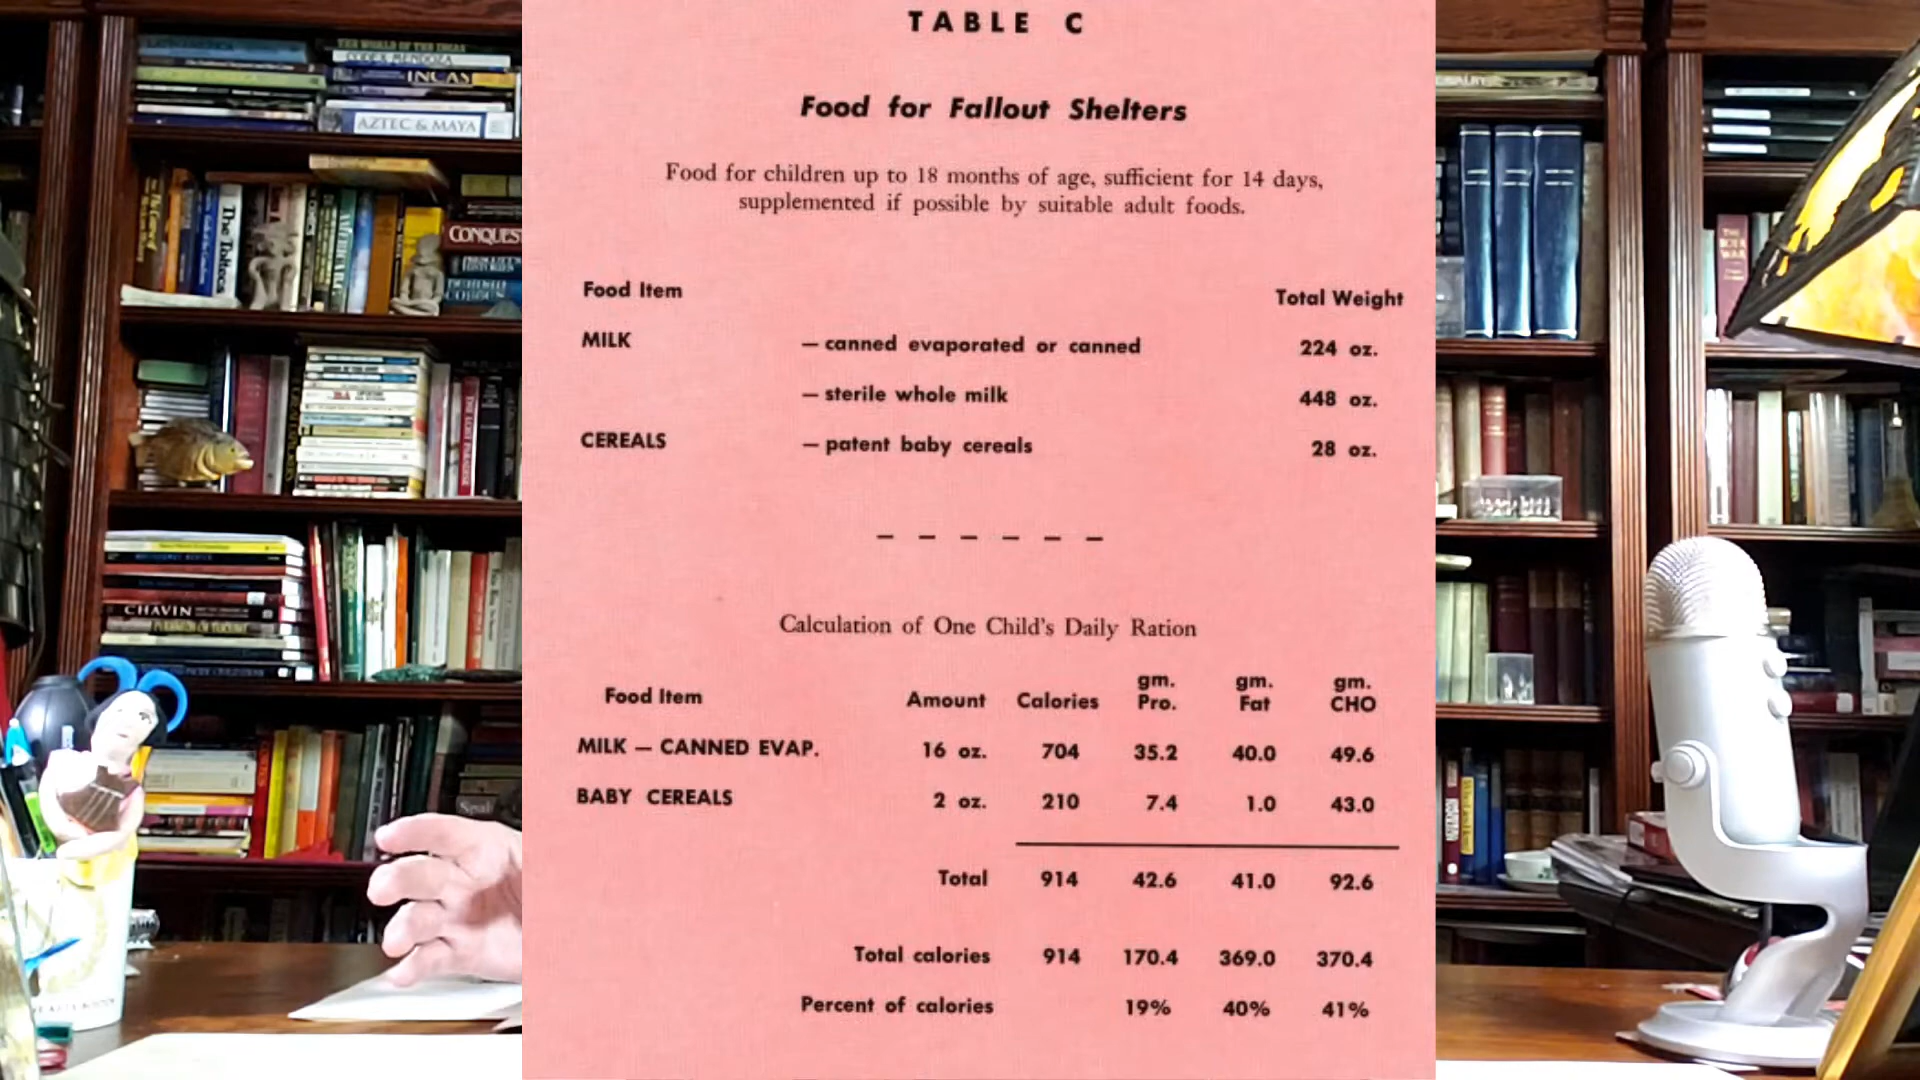 TABLE C
Food for Fallout Shelters
Food for children up to 18 months of age, sufficient for 14 days,
supplemented if possible by suitable adult foods.
Food Item Total Weight
MILK — canned evaporated or canned 224 oz.
— sterile whole milk 448 oz.
CEREALS — patent baby cereals 28 oz.
— — — — — —
Calculation of One Child's Daily Ration
Food Item Amount Calories gm. Pro. gm. Fat gm. CHO
MILK — CANNED EVAP. 16 oz. 704 35.2 40.0 49.6
BABY CEREALS 2 oz. 210 7.4 1.0 43.0
Total 914 42.6 41.0 92.6
Total calories 914 170.4 369.0 370.4
Percent of calories 19% 40% 41%
INCAS
AZTEC & MAYA
The Toltecs
CONQUEST
CHAVIN
THE BOER WAR